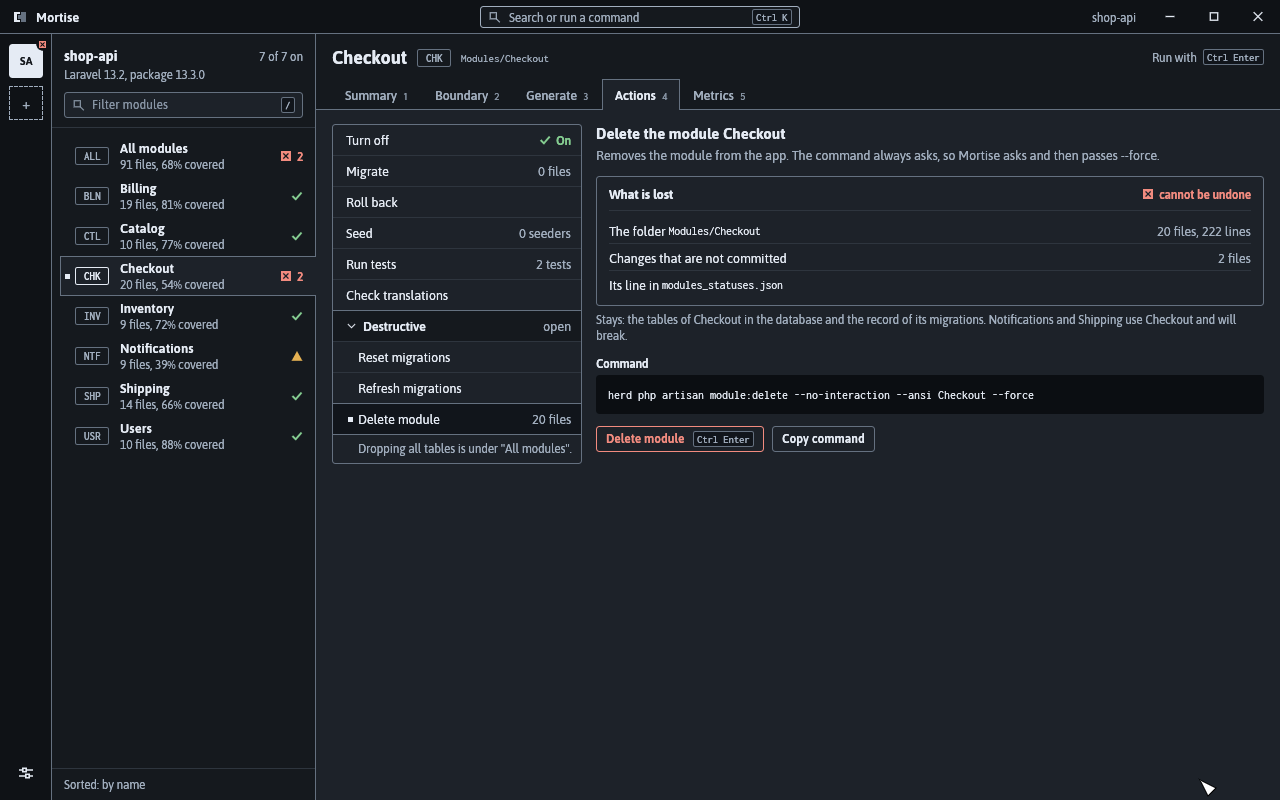 Mortise
Search or run a command Ctrl K
shop-api
SA
+
shop-api 7 of 7 on
Laravel 13.2, package 13.3.0
Filter modules /
ALL All modules 2
91 files, 68% covered
BLN Billing
19 files, 81% covered
CTL Catalog
10 files, 77% covered
CHK Checkout 2
20 files, 54% covered
INV Inventory
9 files, 72% covered
NTF Notifications
9 files, 39% covered
SHP Shipping
14 files, 66% covered
USR Users
10 files, 88% covered
Sorted: by name
Checkout CHK Modules/Checkout
Run with Ctrl Enter
Summary 1 Boundary 2 Generate 3 Actions 4 Metrics 5
Turn off On
Migrate 0 files
Roll back
Seed 0 seeders
Run tests 2 tests
Check translations
Destructive open
Reset migrations
Refresh migrations
Delete module 20 files
Dropping all tables is under "All modules".
Delete the module Checkout
Removes the module from the app. The command always asks, so Mortise asks and then passes --force.
What is lost cannot be undone
The folder Modules/Checkout 20 files, 222 lines
Changes that are not committed 2 files
Its line in modules_statuses.json
Stays: the tables of Checkout in the database and the record of its migrations. Notifications and Shipping use Checkout and will
break.
Command
herd php artisan module:delete --no-interaction --ansi Checkout --force
Delete module Ctrl Enter Copy command